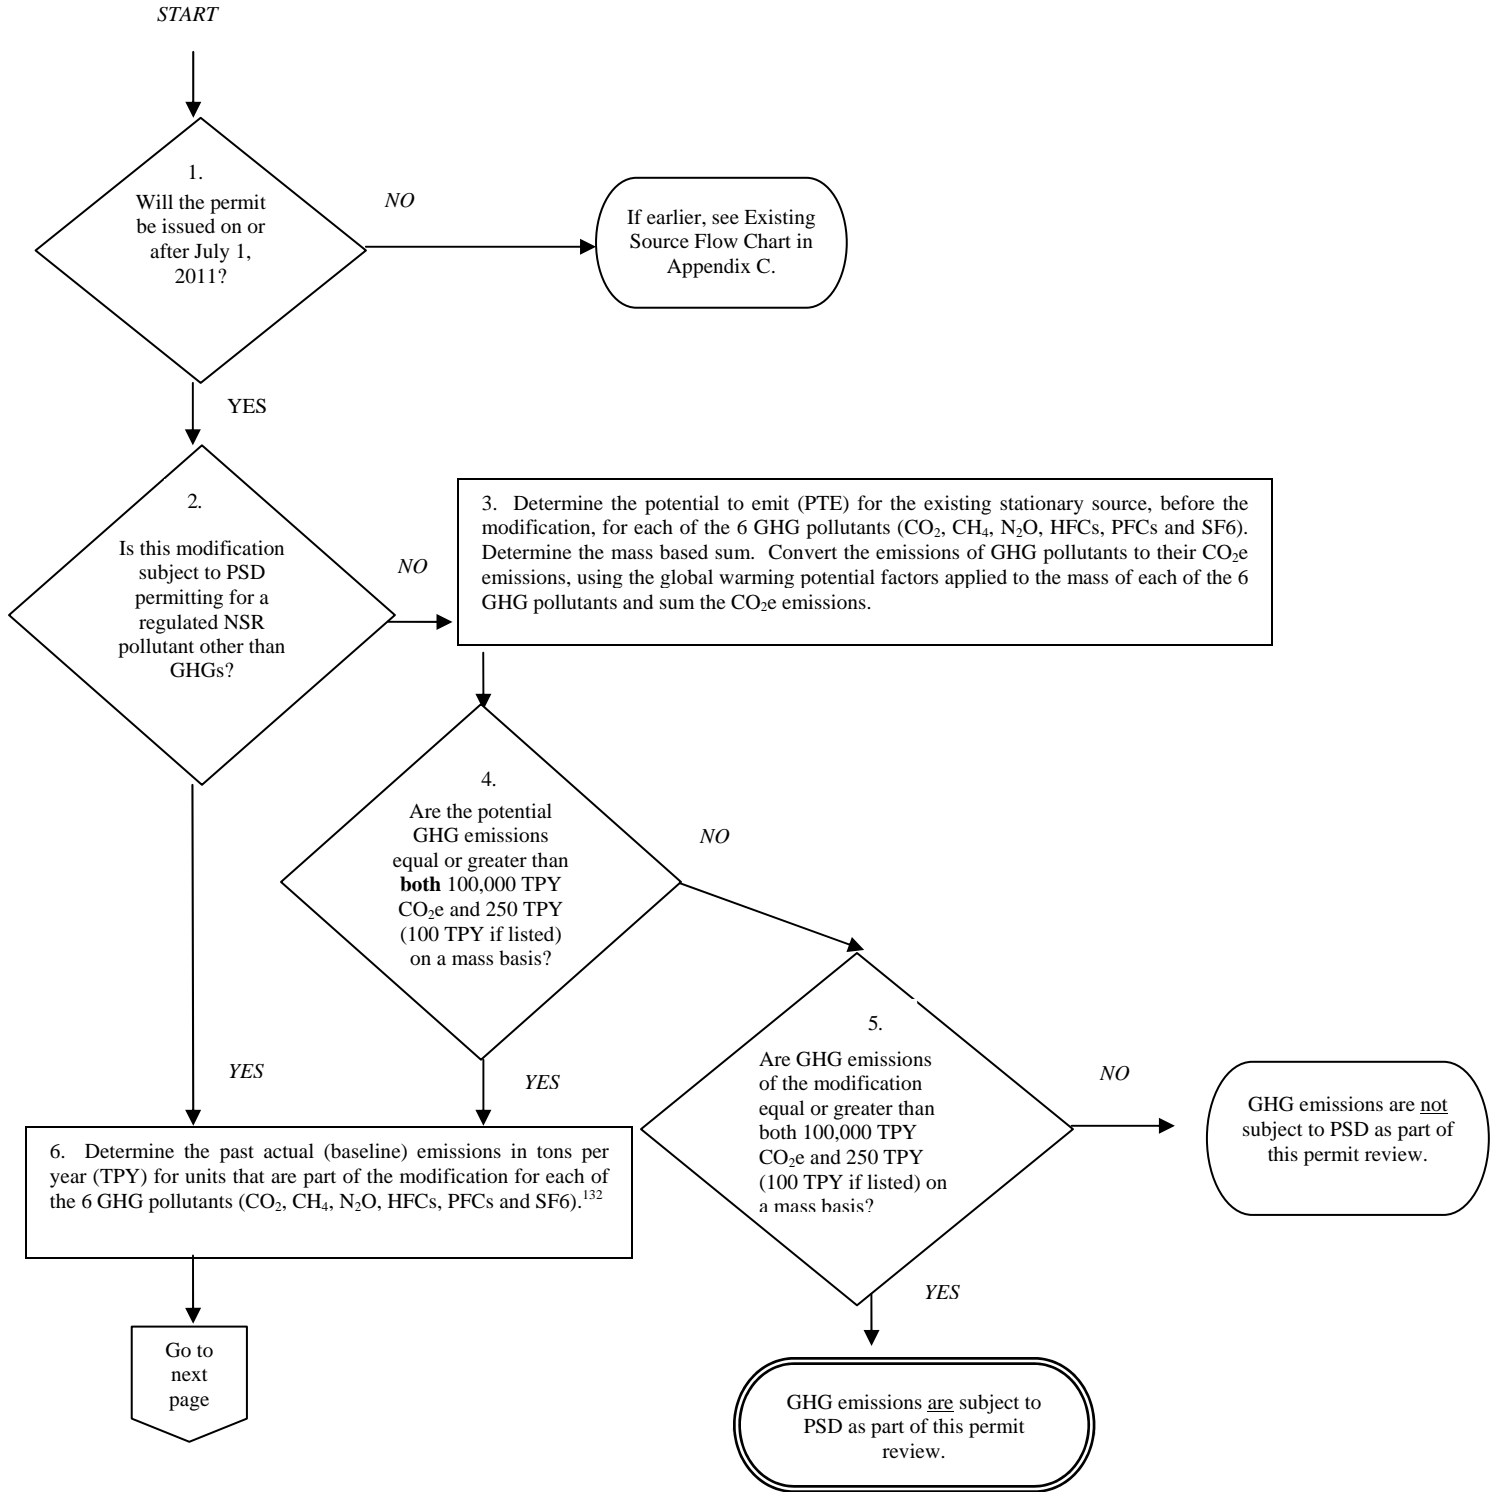 START
1.
Will the permit
be issued on or
after July 1,
2011?
NO
If earlier, see Existing
Source Flow Chart in
Appendix C.
YES
2.
Is this modification
subject to PSD
permitting for a
regulated NSR
pollutant other than
GHGs?
NO
3. Determine the potential to emit (PTE) for the existing stationary source, before the
modification, for each of the 6 GHG pollutants (CO₂, CH₄, N₂O, HFCs, PFCs and SF6).
Determine the mass based sum. Convert the emissions of GHG pollutants to their CO₂e
emissions, using the global warming potential factors applied to the mass of each of the 6
GHG pollutants and sum the CO₂e emissions.
4.
Are the potential
GHG emissions
equal or greater than
both 100,000 TPY
CO₂e and 250 TPY
(100 TPY if listed)
on a mass basis?
NO
YES
YES
5.
Are GHG emissions
of the modification
equal or greater than
both 100,000 TPY
CO₂e and 250 TPY
(100 TPY if listed) on
a mass basis?
NO
GHG emissions are not
subject to PSD as part of
this permit review.
6. Determine the past actual (baseline) emissions in tons per
year (TPY) for units that are part of the modification for each of
the 6 GHG pollutants (CO₂, CH₄, N₂O, HFCs, PFCs and SF6).¹³²
YES
Go to
next
page
GHG emissions are subject to
PSD as part of this permit
review.